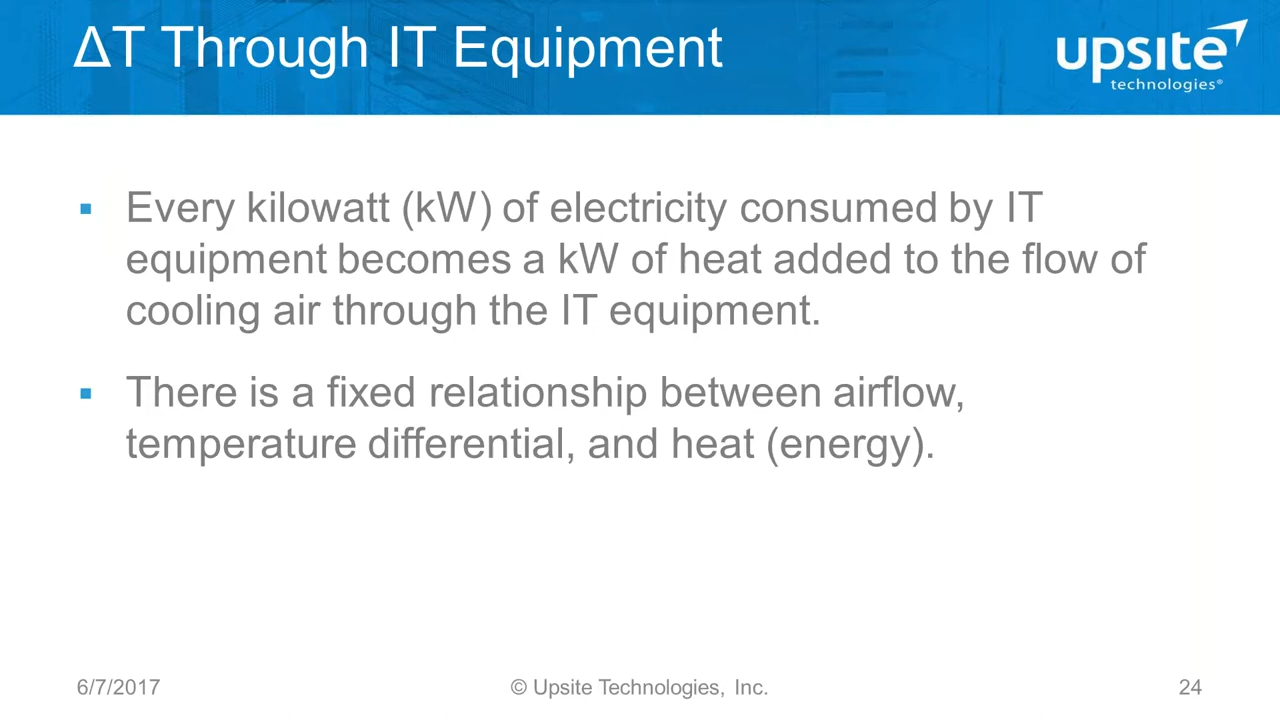 ΔT Through IT Equipment
upsite
technologies®
▪ Every kilowatt (kW) of electricity consumed by IT
equipment becomes a kW of heat added to the flow of
cooling air through the IT equipment.
▪ There is a fixed relationship between airflow,
temperature differential, and heat (energy).
6/7/2017
© Upsite Technologies, Inc.
24